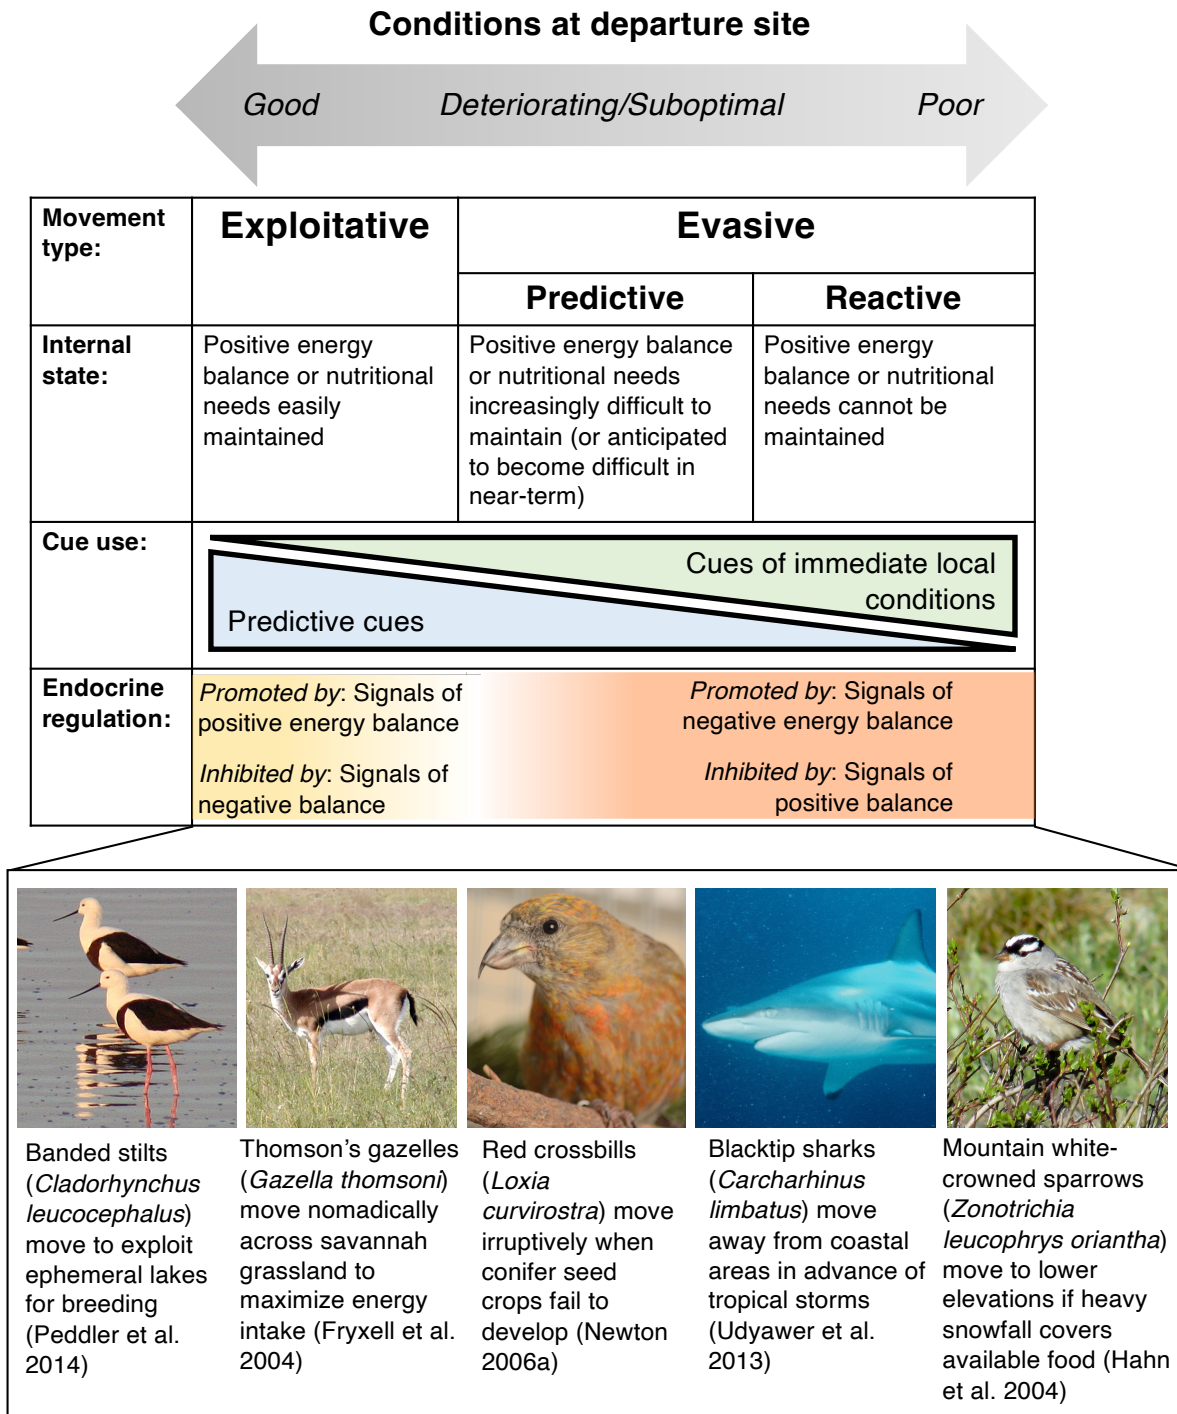 Conditions at departure site
Good Deteriorating/Suboptimal Poor
Movement type:
Exploitative
Evasive
Predictive
Reactive
Internal state:
Positive energy
balance or nutritional
needs easily
maintained
Positive energy balance
or nutritional needs
increasingly difficult to
maintain (or anticipated
to become difficult in
near-term)
Positive energy
balance or nutritional
needs cannot be
maintained
Cue use:
Cues of immediate local
conditions
Predictive cues
Endocrine
regulation:
Promoted by: Signals of
positive energy balance
Inhibited by: Signals of
negative balance
Promoted by: Signals of
negative energy balance
Inhibited by: Signals of
positive balance
Banded stilts
(Cladorhynchus
leucocephalus)
move to exploit
ephemeral lakes
for breeding
(Peddler et al.
2014)
Thomson's gazelles
(Gazella thomsoni)
move nomadically
across savannah
grassland to
maximize energy
intake (Fryxell et al.
2004)
Red crossbills
(Loxia
curvirostra) move
irruptively when
conifer seed
crops fail to
develop (Newton
2006a)
Blacktip sharks
(Carcharhinus
limbatus) move
away from coastal
areas in advance of
tropical storms
(Udyawer et al.
2013)
Mountain white-
crowned sparrows
(Zonotrichia
leucophrys oriantha)
move to lower
elevations if heavy
snowfall covers
available food (Hahn
et al. 2004)